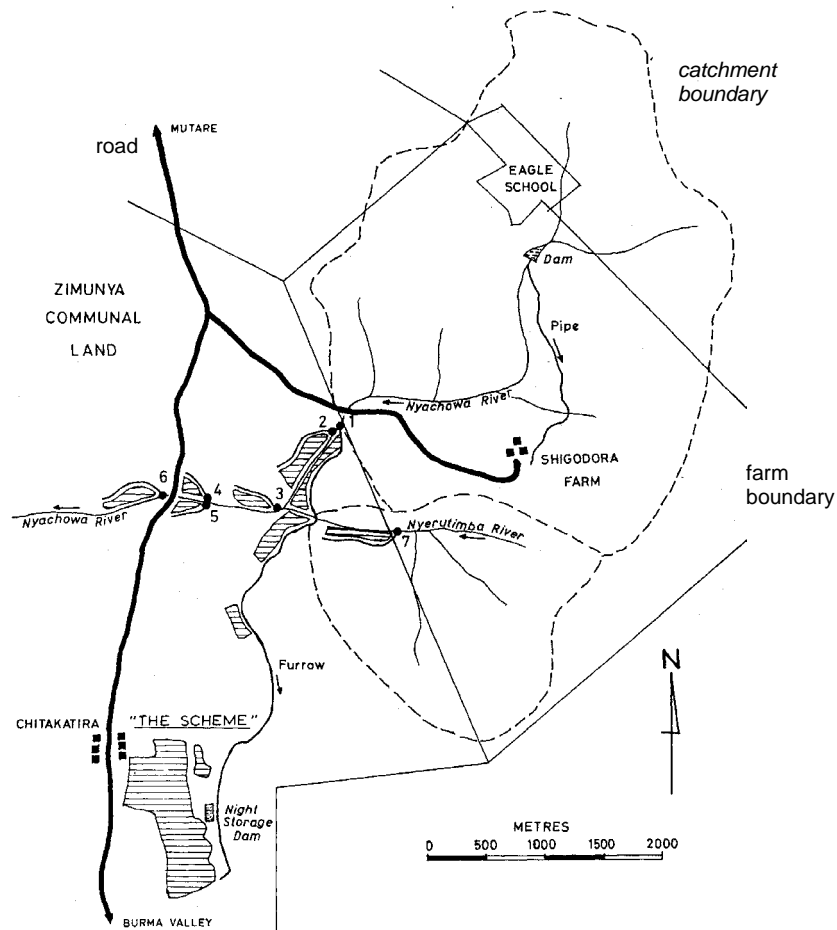 catchment
boundary
MUTARE
road
EAGLE
SCHOOL
Dam
ZIMUNYA
COMMUNAL
LAND
Pipe
Nyachowa River
2
1
SHIGODORA
FARM
farm
boundary
6
4
3
5
Nyachowa River
Nyerutimba River
7
N
Furrow
CHITAKATIRA
"THE SCHEME"
Night
Storage
Dam
METRES
0 500 1000 1500 2000
BURMA VALLEY